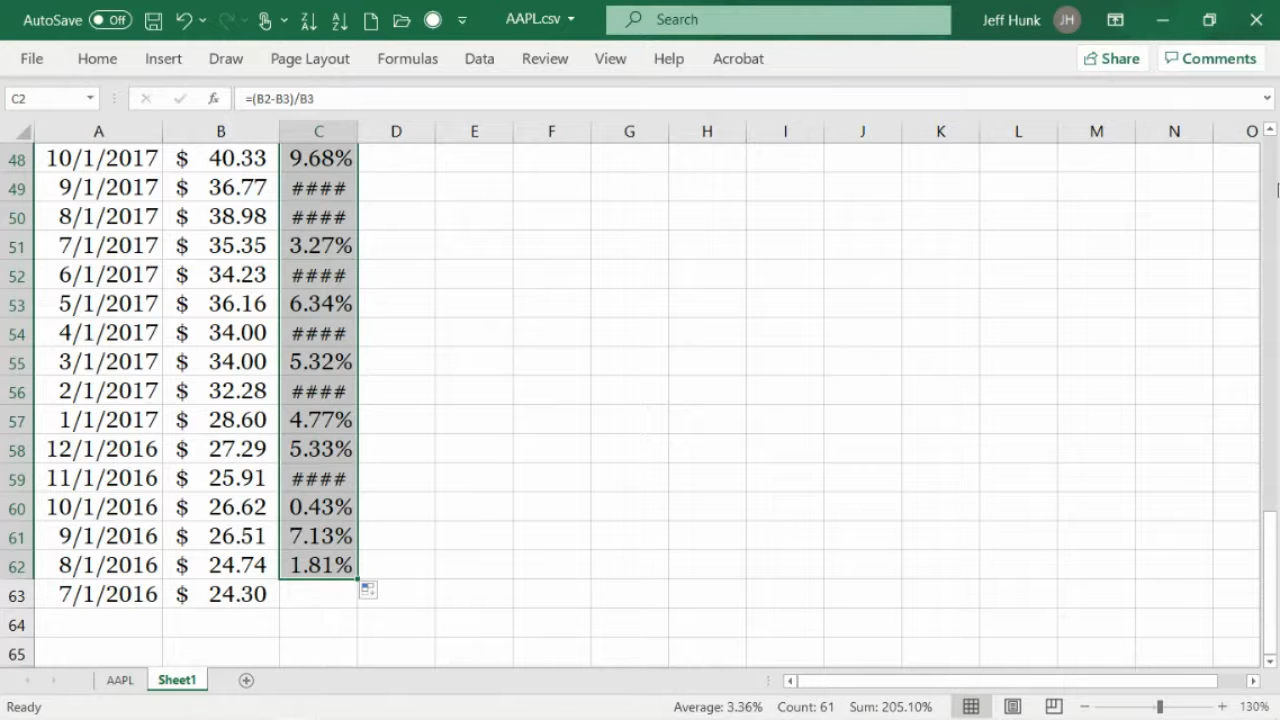 AutoSave Off AAPL.csv Search Jeff Hunk JH
File Home Insert Draw Page Layout Formulas Data Review View Help Acrobat Share Comments
C2 fx =(B2-B3)/B3
A B C D E F G H I J K L M N O
48 10/1/2017 $ 40.33 9.68%
49 9/1/2017 $ 36.77 ####
50 8/1/2017 $ 38.98 ####
51 7/1/2017 $ 35.35 3.27%
52 6/1/2017 $ 34.23 ####
53 5/1/2017 $ 36.16 6.34%
54 4/1/2017 $ 34.00 ####
55 3/1/2017 $ 34.00 5.32%
56 2/1/2017 $ 32.28 ####
57 1/1/2017 $ 28.60 4.77%
58 12/1/2016 $ 27.29 5.33%
59 11/1/2016 $ 25.91 ####
60 10/1/2016 $ 26.62 0.43%
61 9/1/2016 $ 26.51 7.13%
62 8/1/2016 $ 24.74 1.81%
63 7/1/2016 $ 24.30
64
65
AAPL Sheet1
Ready Average: 3.36% Count: 61 Sum: 205.10% 130%